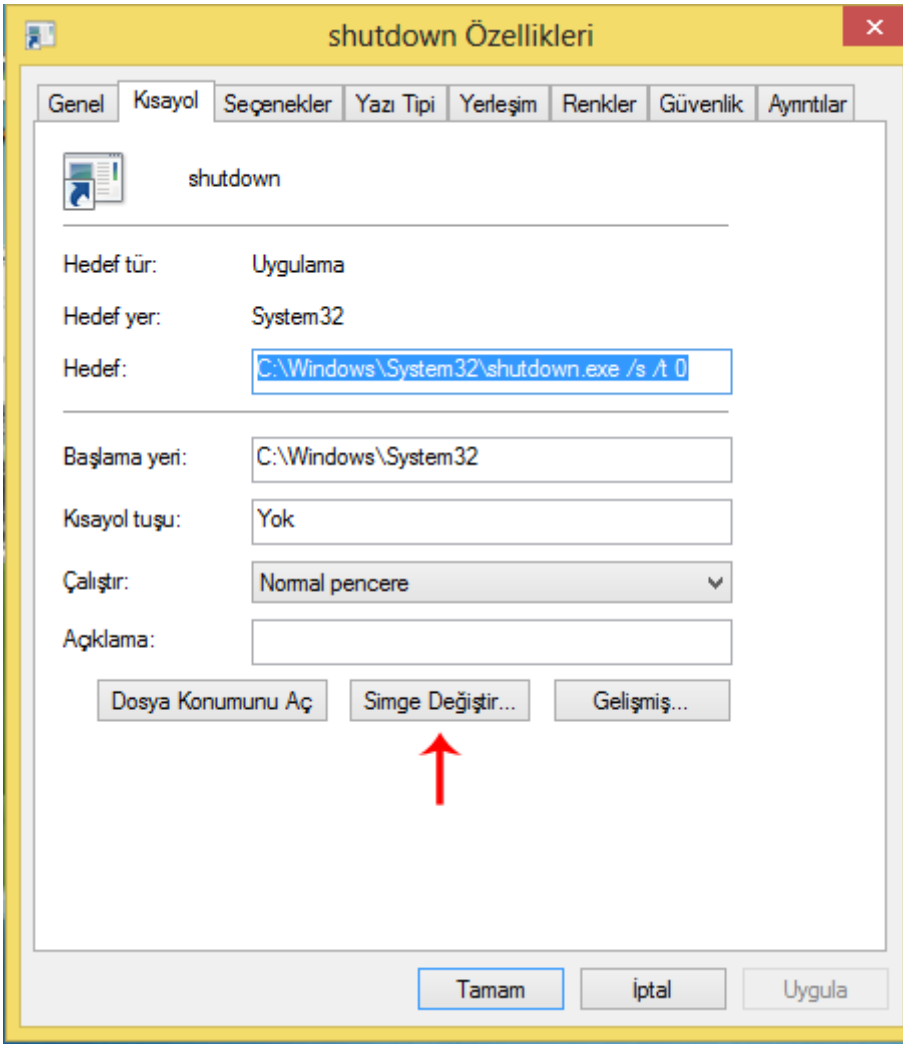 shutdown Özellikleri
Genel Kısayol Seçenekler Yazı Tipi Yerleşim Renkler Güvenlik Ayrıntılar
shutdown
Hedef tür: Uygulama
Hedef yer: System32
Hedef: C:\Windows\System32\shutdown.exe /s /t 0
Başlama yeri: C:\Windows\System32
Kısayol tuşu: Yok
Çalıştır: Normal pencere
Açıklama:
Dosya Konumunu Aç Simge Değiştir... Gelişmiş...
Tamam İptal Uygula